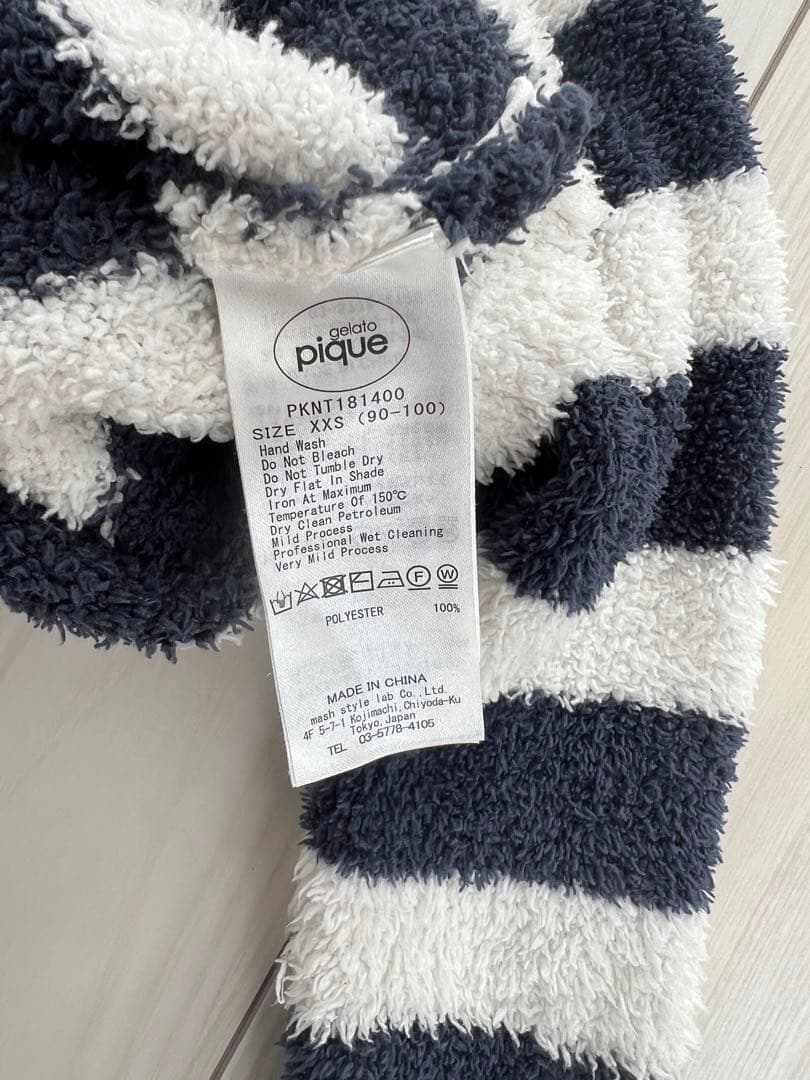 gelato
pique
PKNT181400
SIZE XXS (90-100)
Hand Wash
Do Not Bleach
Do Not Tumble Dry
Dry Flat In Shade
Iron At Maximum
Temperature Of 150℃
Dry Clean Petroleum
Mild Process
Professional Wet Cleaning
Very Mild Process
F W
POLYESTER 100%
MADE IN CHINA
mash style lab Co., Ltd.
4F 5-7-1 Kojimachi, Chiyoda-Ku
Tokyo, Japan
TEL 03-5778-4105